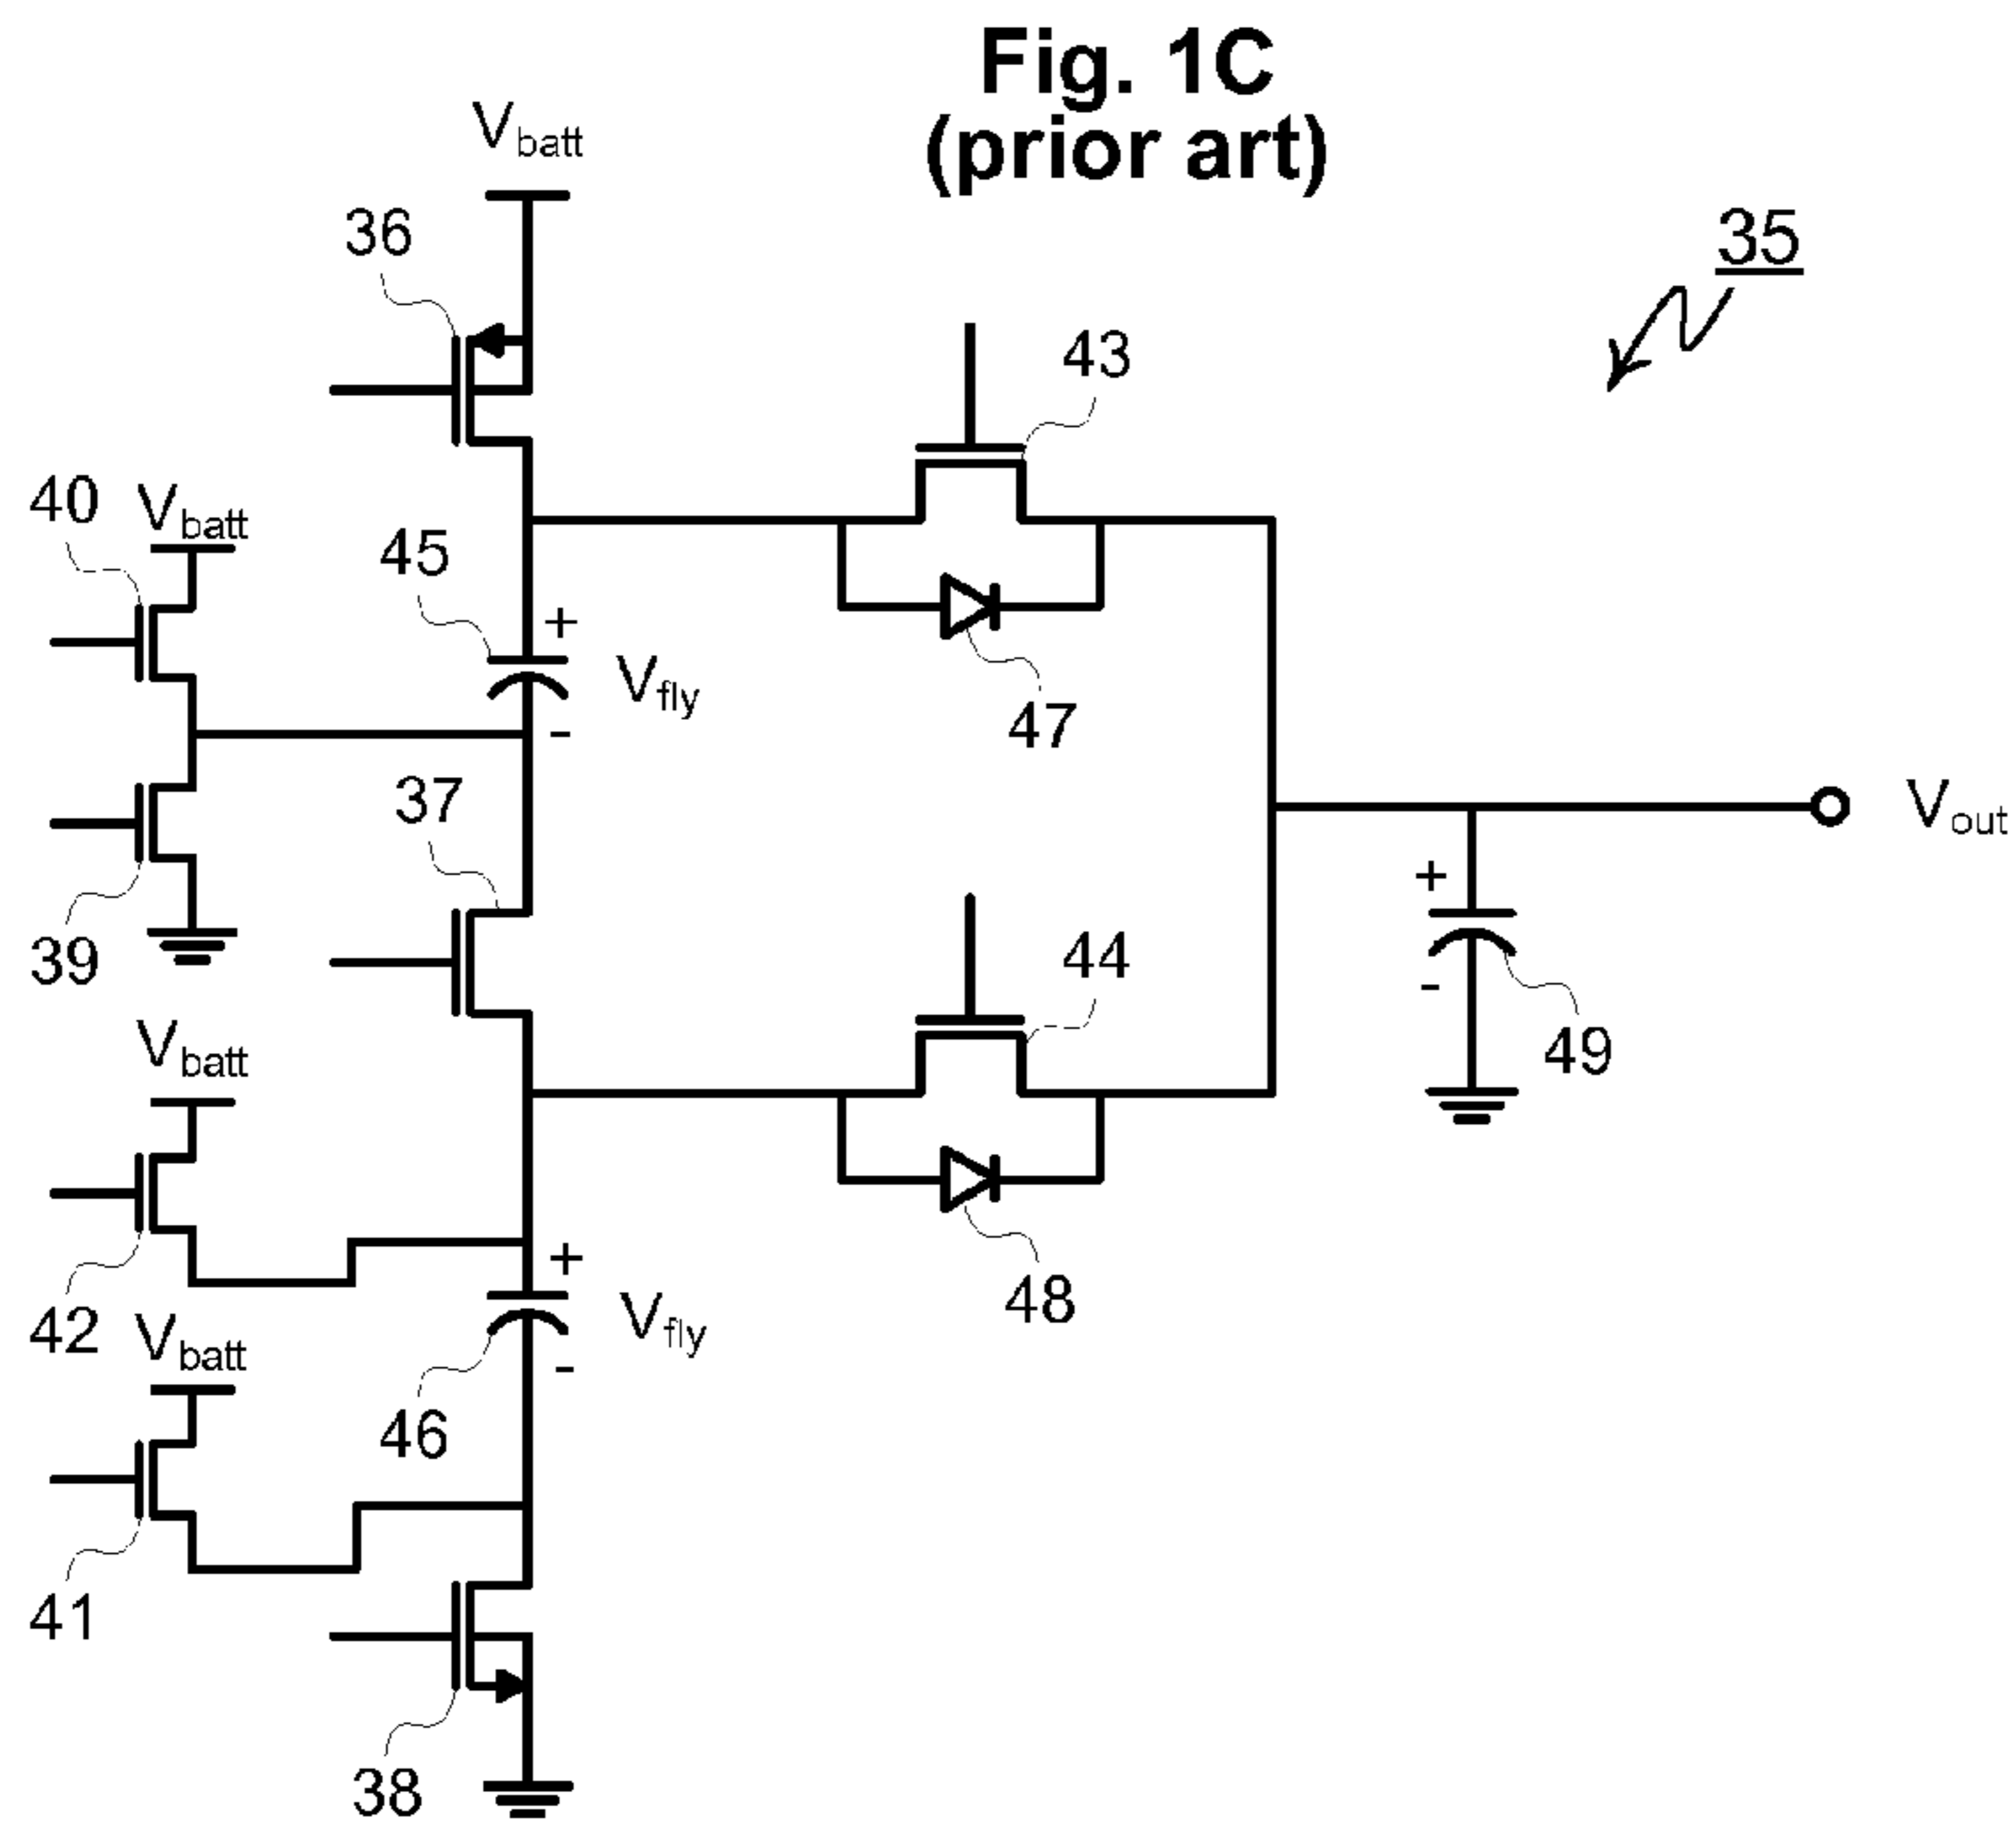 Fig. 1C
(prior art)
Vbatt
36
35
43
40
Vbatt
45
+
Vfly
47
-
37
Vout
+
39
44
-
49
Vbatt
42
+
48
Vfly
Vbatt
-
46
41
38